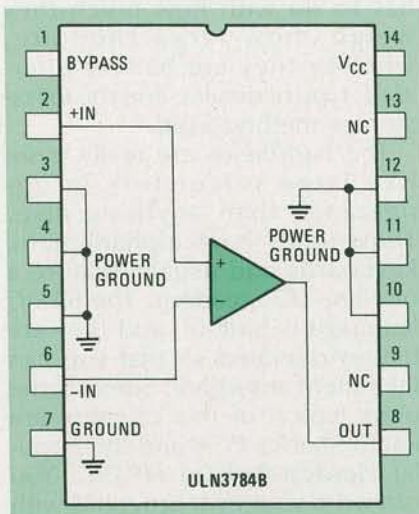 1
BYPASS
2
+IN
3
4
POWER
GROUND
5
6
-IN
7
GROUND
14
VCC
13
NC
12
POWER
GROUND
11
10
9
NC
8
OUT
+
ULN3784B